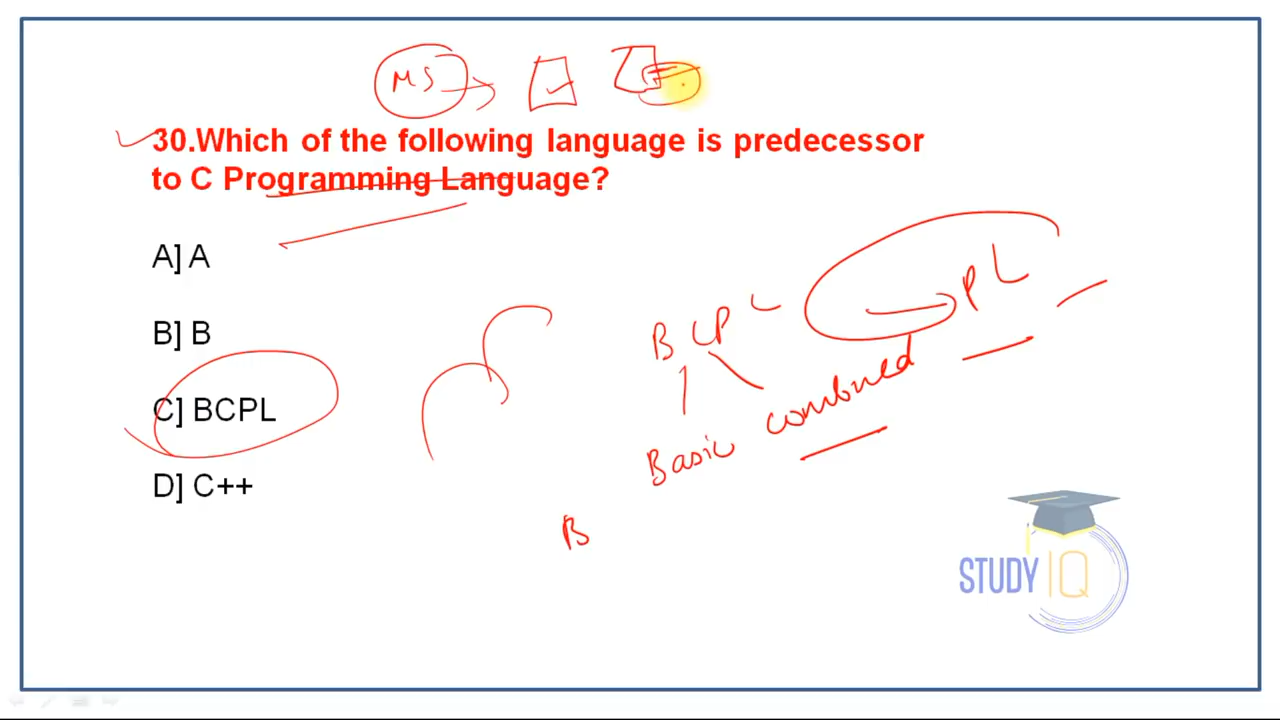 MS
30.Which of the following language is predecessor
to C Programming Language?
A] A
B] B
C] BCPL
D] C++
BCPL
PL
Basic combined
B
STUDY IQ